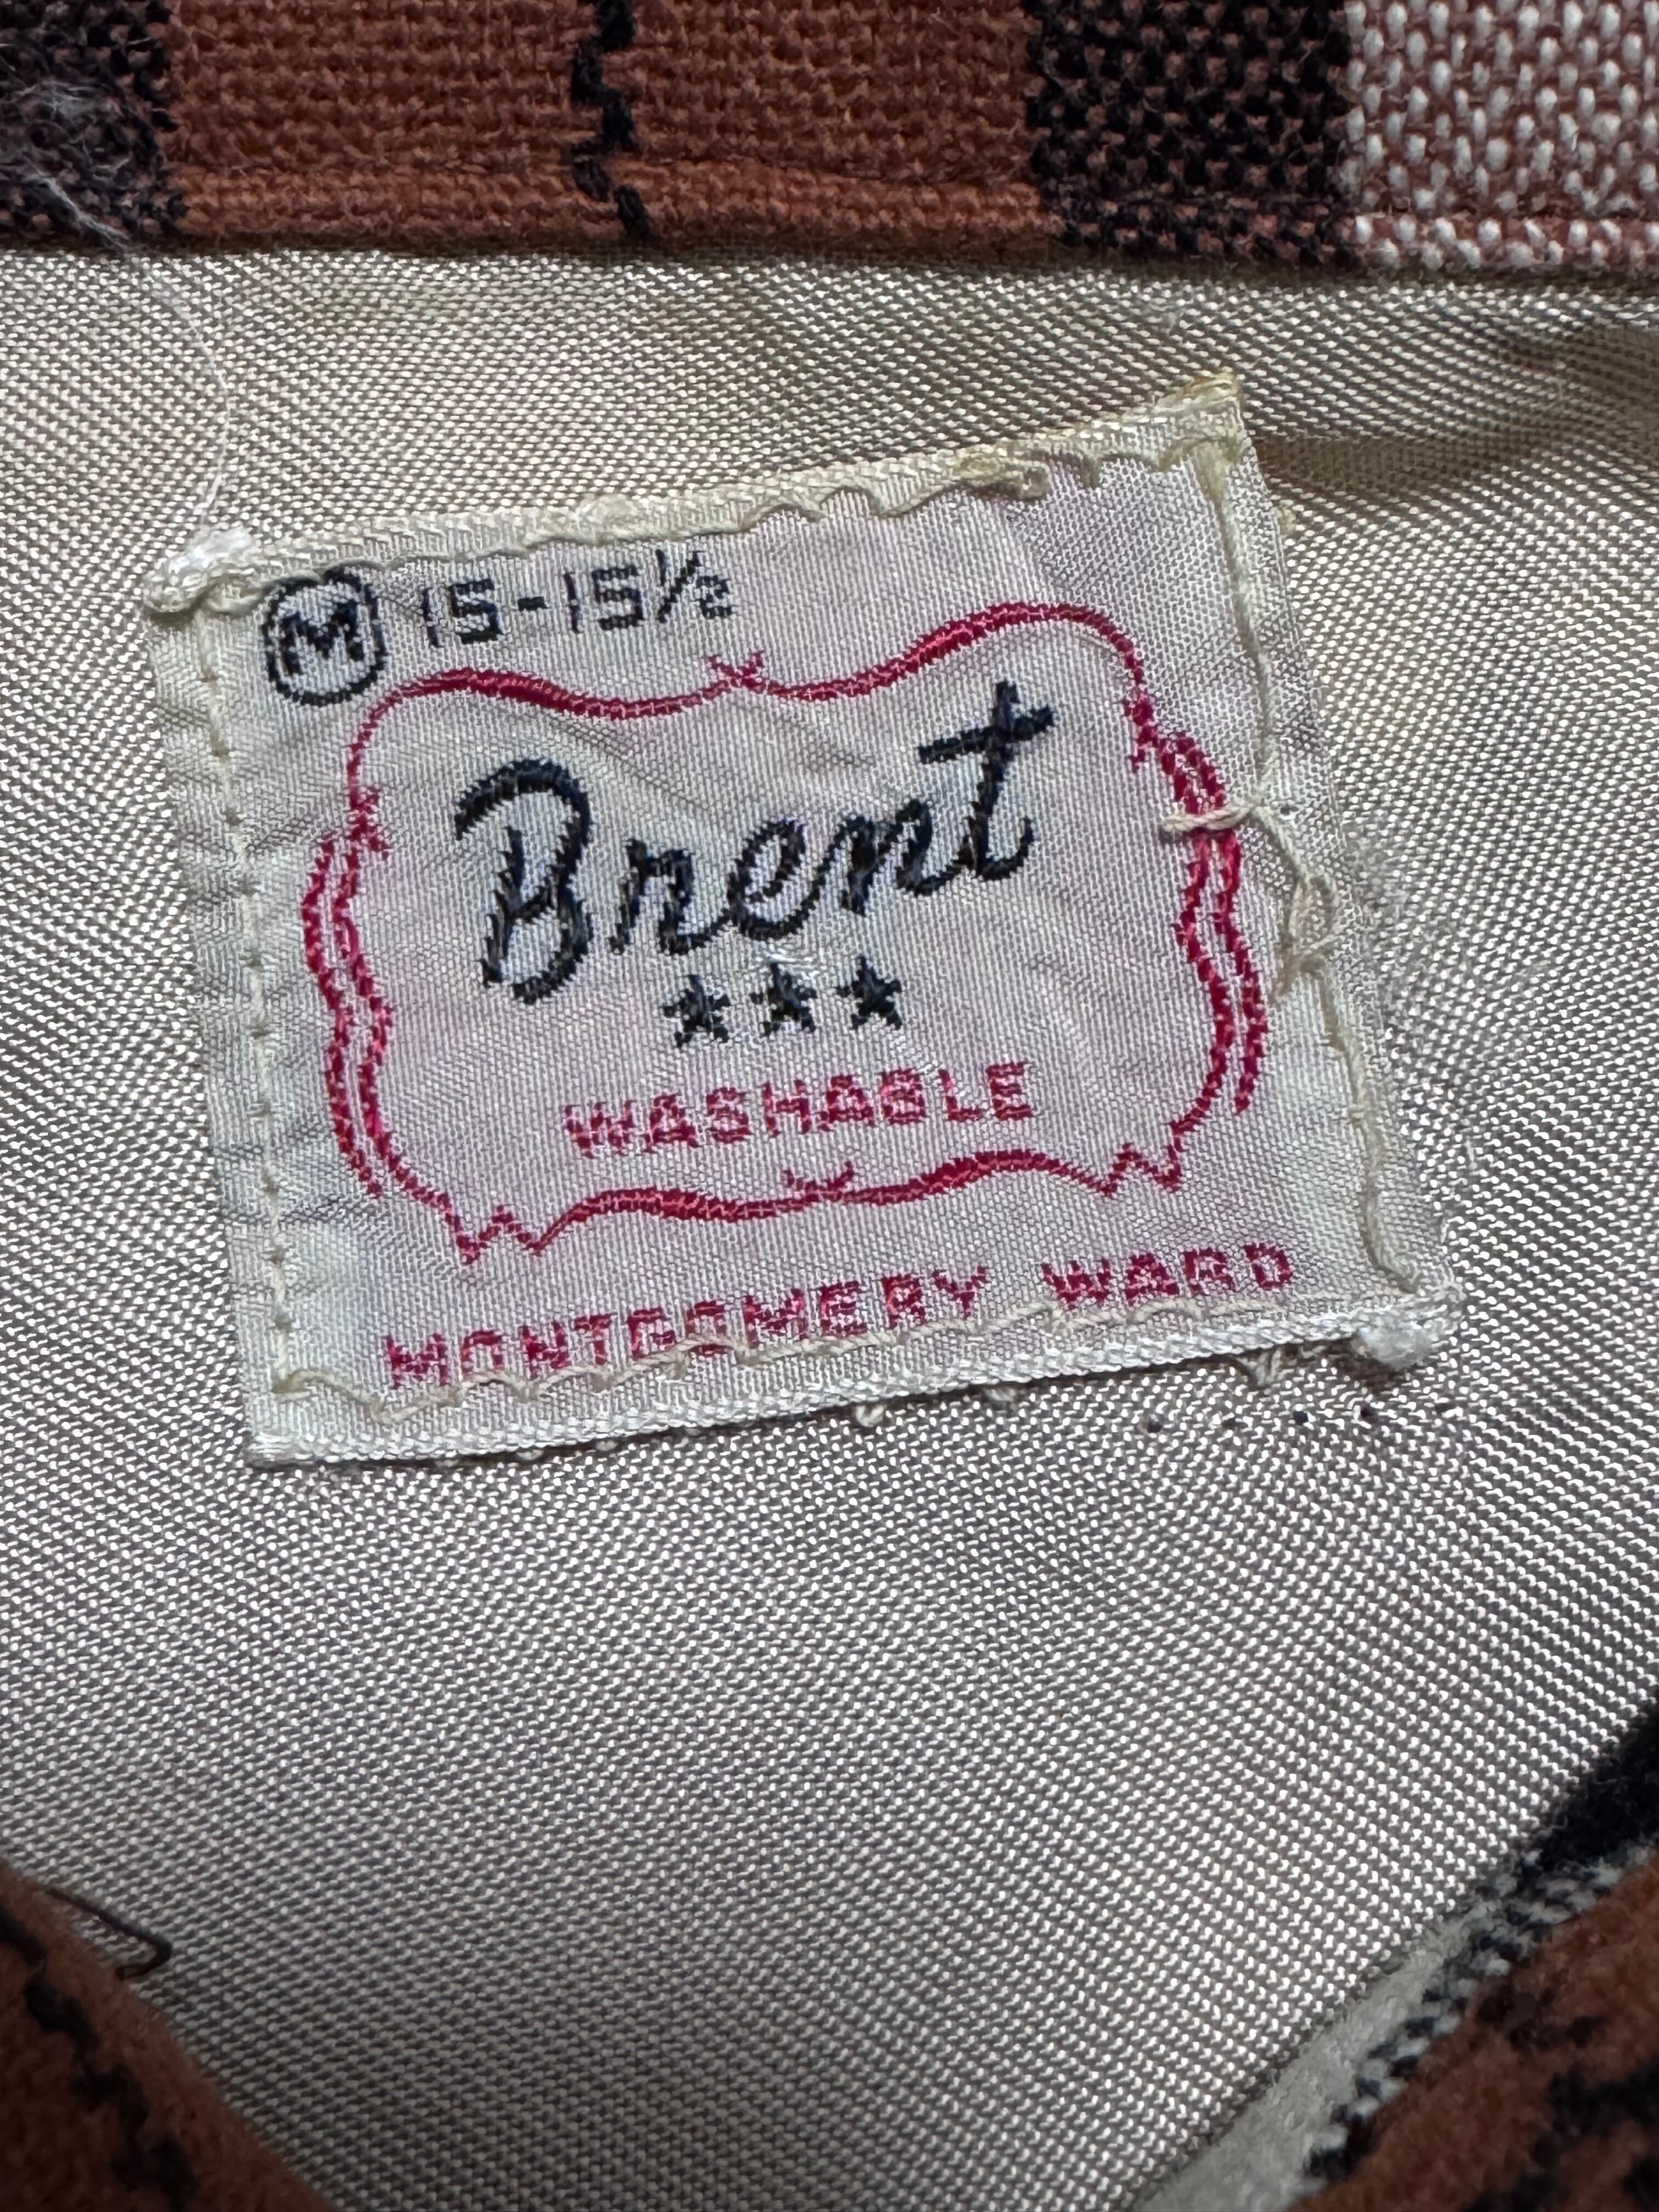 M 15-15½
Brent
★★★
WASHABLE
MONTGOMERY WARD